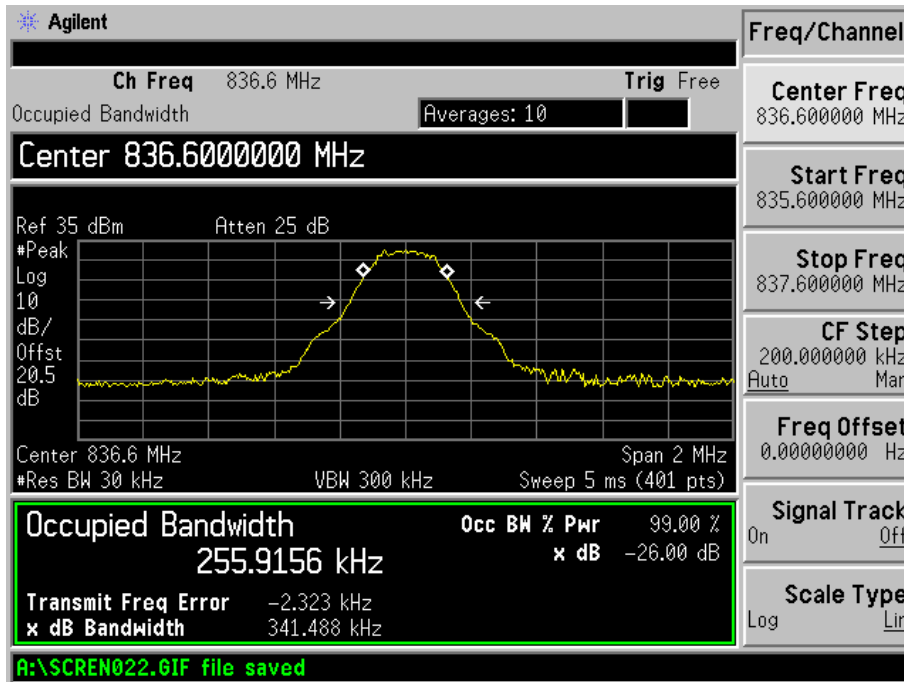 Agilent
Ch Freq 836.6 MHz Trig Free
Occupied Bandwidth Averages: 10
Center 836.6000000 MHz
Ref 35 dBm Atten 25 dB
#Peak
Log
10
dB/
Offst
20.5
dB
Center 836.6 MHz Span 2 MHz
#Res BW 30 kHz VBW 300 kHz Sweep 5 ms (401 pts)
Occupied Bandwidth
255.9156 kHz
Occ BW % Pwr 99.00 %
x dB -26.00 dB
Transmit Freq Error -2.323 kHz
x dB Bandwidth 341.488 kHz
A:\SCREN022.GIF file saved
Freq/Channel
Center Freq
836.600000 MHz
Start Freq
835.600000 MHz
Stop Freq
837.600000 MHz
CF Step
200.000000 kHz
Auto Man
Freq Offset
0.00000000 Hz
Signal Track
On Off
Scale Type
Log Lin